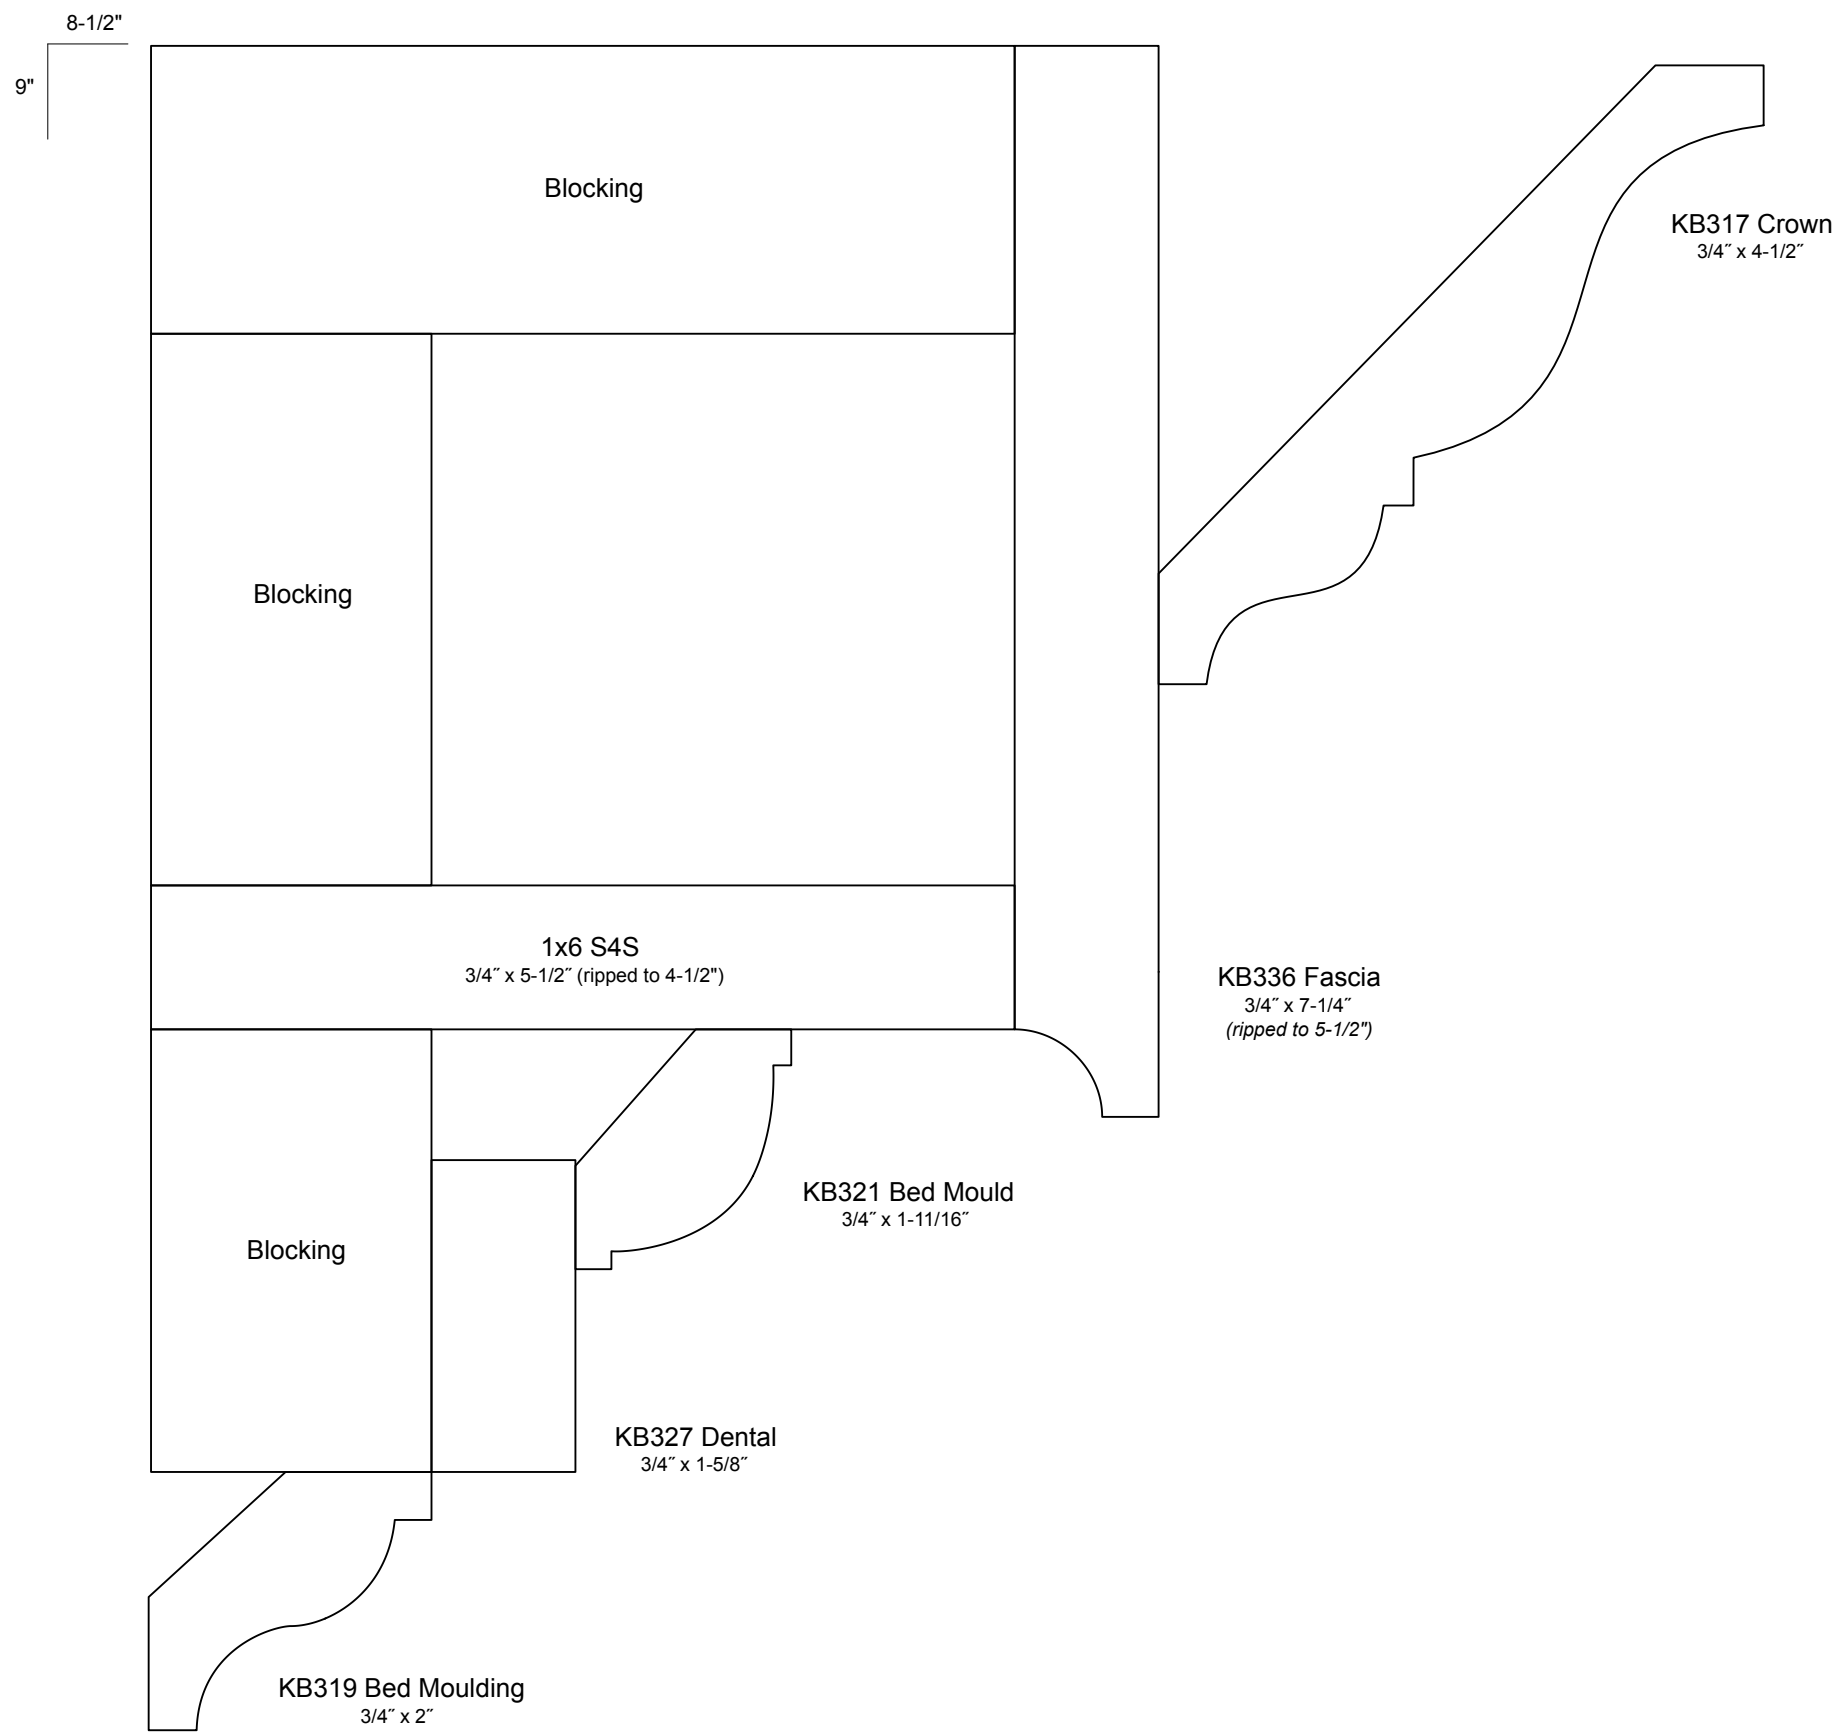 8-1/2"
9"
Blocking
KB317 Crown
3/4˝ x 4-1/2˝
Blocking
1x6 S4S
3/4˝ x 5-1/2˝ (ripped to 4-1/2")
KB336 Fascia
3/4˝ x 7-1/4˝
(ripped to 5-1/2")
KB321 Bed Mould
3/4˝ x 1-11/16˝
Blocking
KB327 Dental
3/4˝ x 1-5/8˝
KB319 Bed Moulding
3/4˝ x 2˝